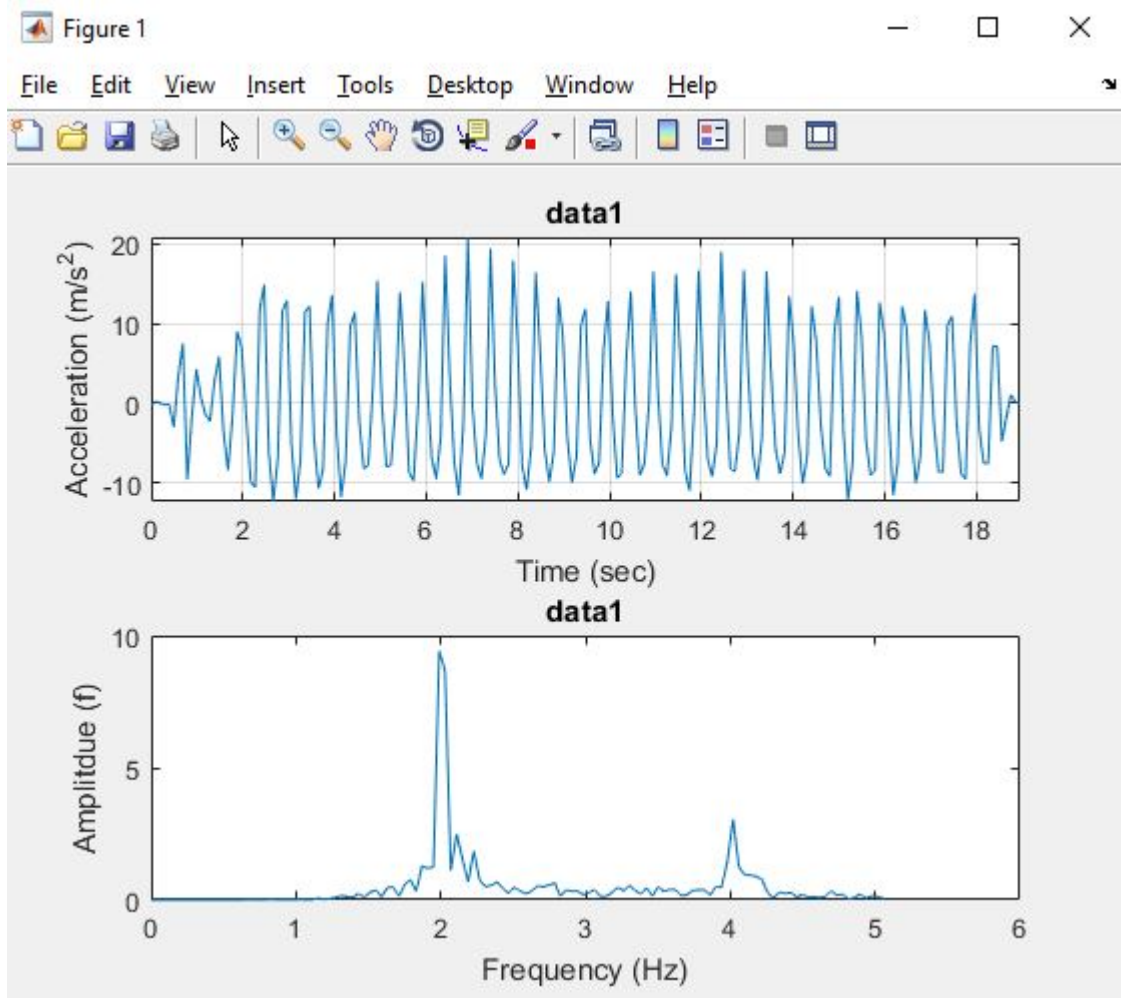 Figure 1
File Edit View Insert Tools Desktop Window Help
data1
20
10
0
-10
Acceleration (m/s²)
0 2 4 6 8 10 12 14 16 18
Time (sec)
data1
10
5
0
Amplitdue (f)
0 1 2 3 4 5 6
Frequency (Hz)